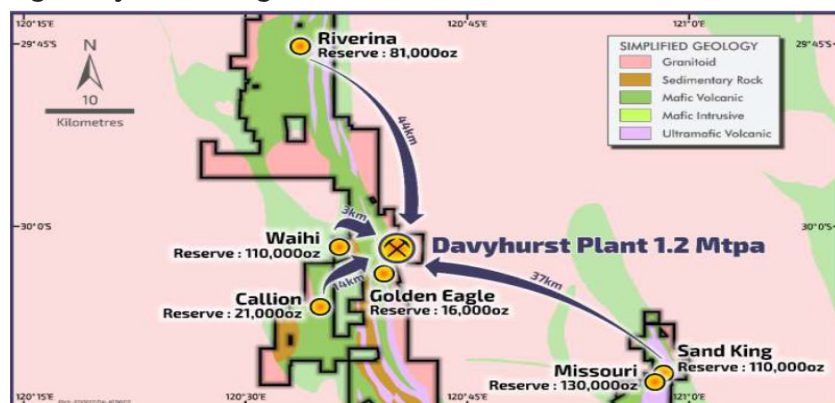 120°15'E
120°45'E
121°0'E
29°45'S
29°45'S
N
10
Kilometres
Riverina
Reserve : 81,000oz
SIMPLIFIED GEOLOGY
Granitoid
Sedimentary Rock
Mafic Volcanic
Mafic Intrusive
Ultramafic Volcanic
44km
30°0'S
30°0'S
3km
Waihi
Reserve : 110,000oz
Davyhurst Plant 1.2 Mtpa
14km
37km
Callion
Reserve : 21,000oz
Golden Eagle
Reserve : 16,000oz
Sand King
Reserve : 110,000oz
Missouri
Reserve : 130,000oz
120°15'E
120°30'E
120°45'E
121°0'E
30°15'S